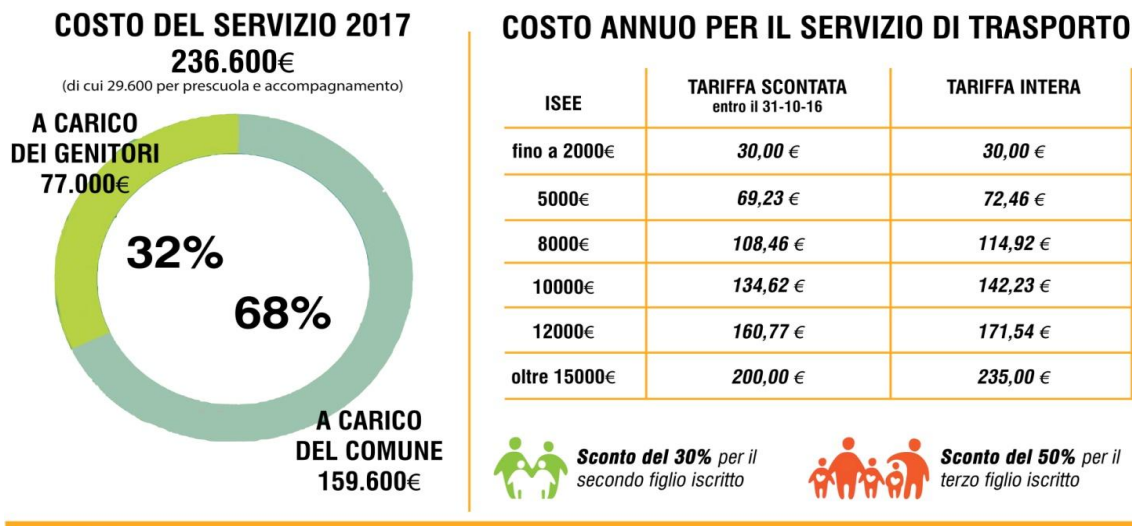 COSTO DEL SERVIZIO 2017
236.600€
(di cui 29.600 per prescuola e accompagnamento)
A CARICO
DEI GENITORI
77.000€
32%
68%
A CARICO
DEL COMUNE
159.600€
COSTO ANNUO PER IL SERVIZIO DI TRASPORTO
ISEE TARIFFA SCONTATA entro il 31-10-16 TARIFFA INTERA
fino a 2000€ 30,00 € 30,00 €
5000€ 69,23 € 72,46 €
8000€ 108,46 € 114,92 €
10000€ 134,62 € 142,23 €
12000€ 160,77 € 171,54 €
oltre 15000€ 200,00 € 235,00 €
Sconto del 30% per il
secondo figlio iscritto
Sconto del 50% per il
terzo figlio iscritto